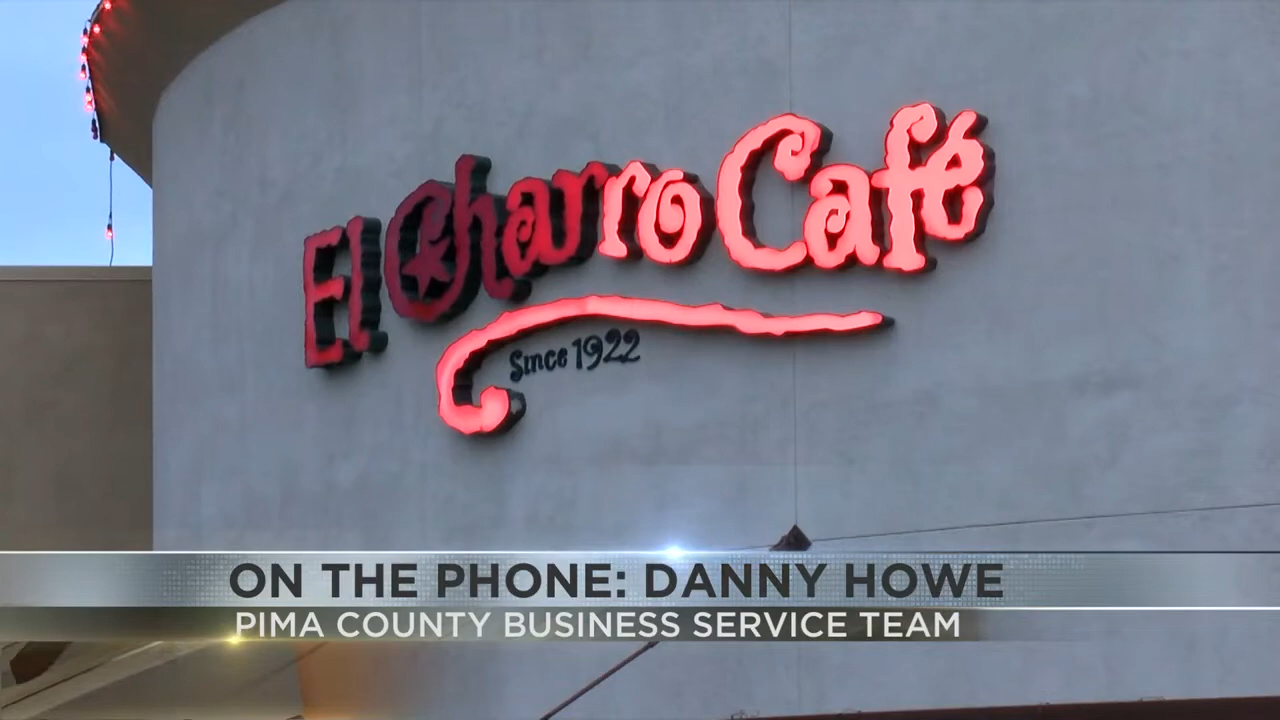 El Charro Café
Since 1922
ON THE PHONE: DANNY HOWE
PIMA COUNTY BUSINESS SERVICE TEAM